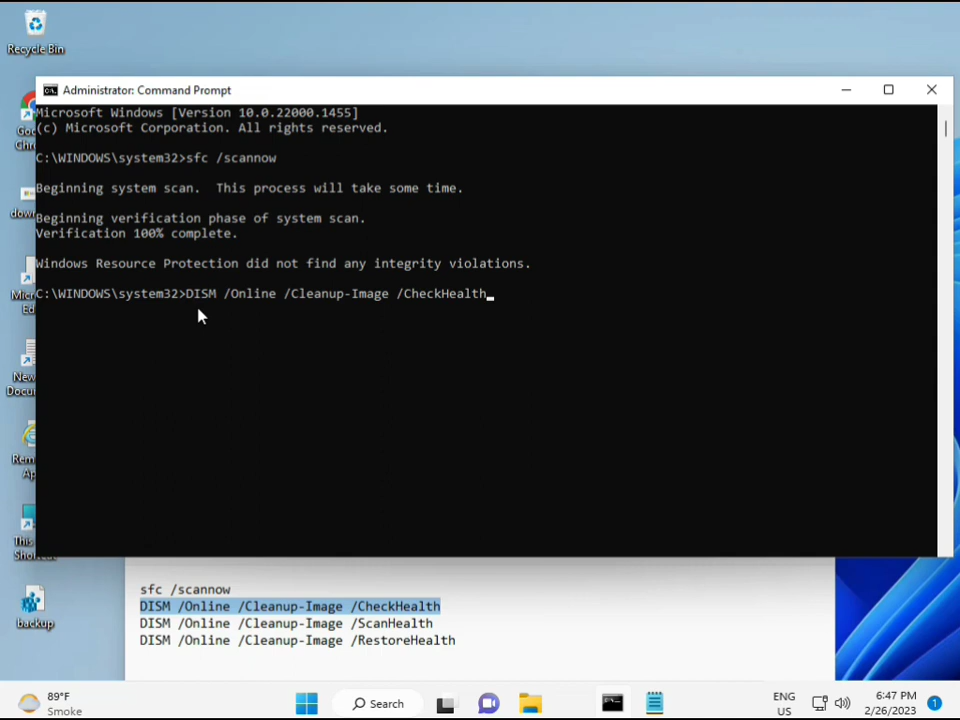 Recycle Bin
Administrator: Command Prompt
Microsoft Windows [Version 10.0.22000.1455]
(c) Microsoft Corporation. All rights reserved.
C:\WINDOWS\system32>sfc /scannow
Beginning system scan.  This process will take some time.
Beginning verification phase of system scan.
Verification 100% complete.
Windows Resource Protection did not find any integrity violations.
C:\WINDOWS\system32>DISM /Online /Cleanup-Image /CheckHealth
backup
sfc /scannow
DISM /Online /Cleanup-Image /CheckHealth
DISM /Online /Cleanup-Image /ScanHealth
DISM /Online /Cleanup-Image /RestoreHealth
89°F
Smoke
Search
ENG
US
6:47 PM
2/26/2023
1